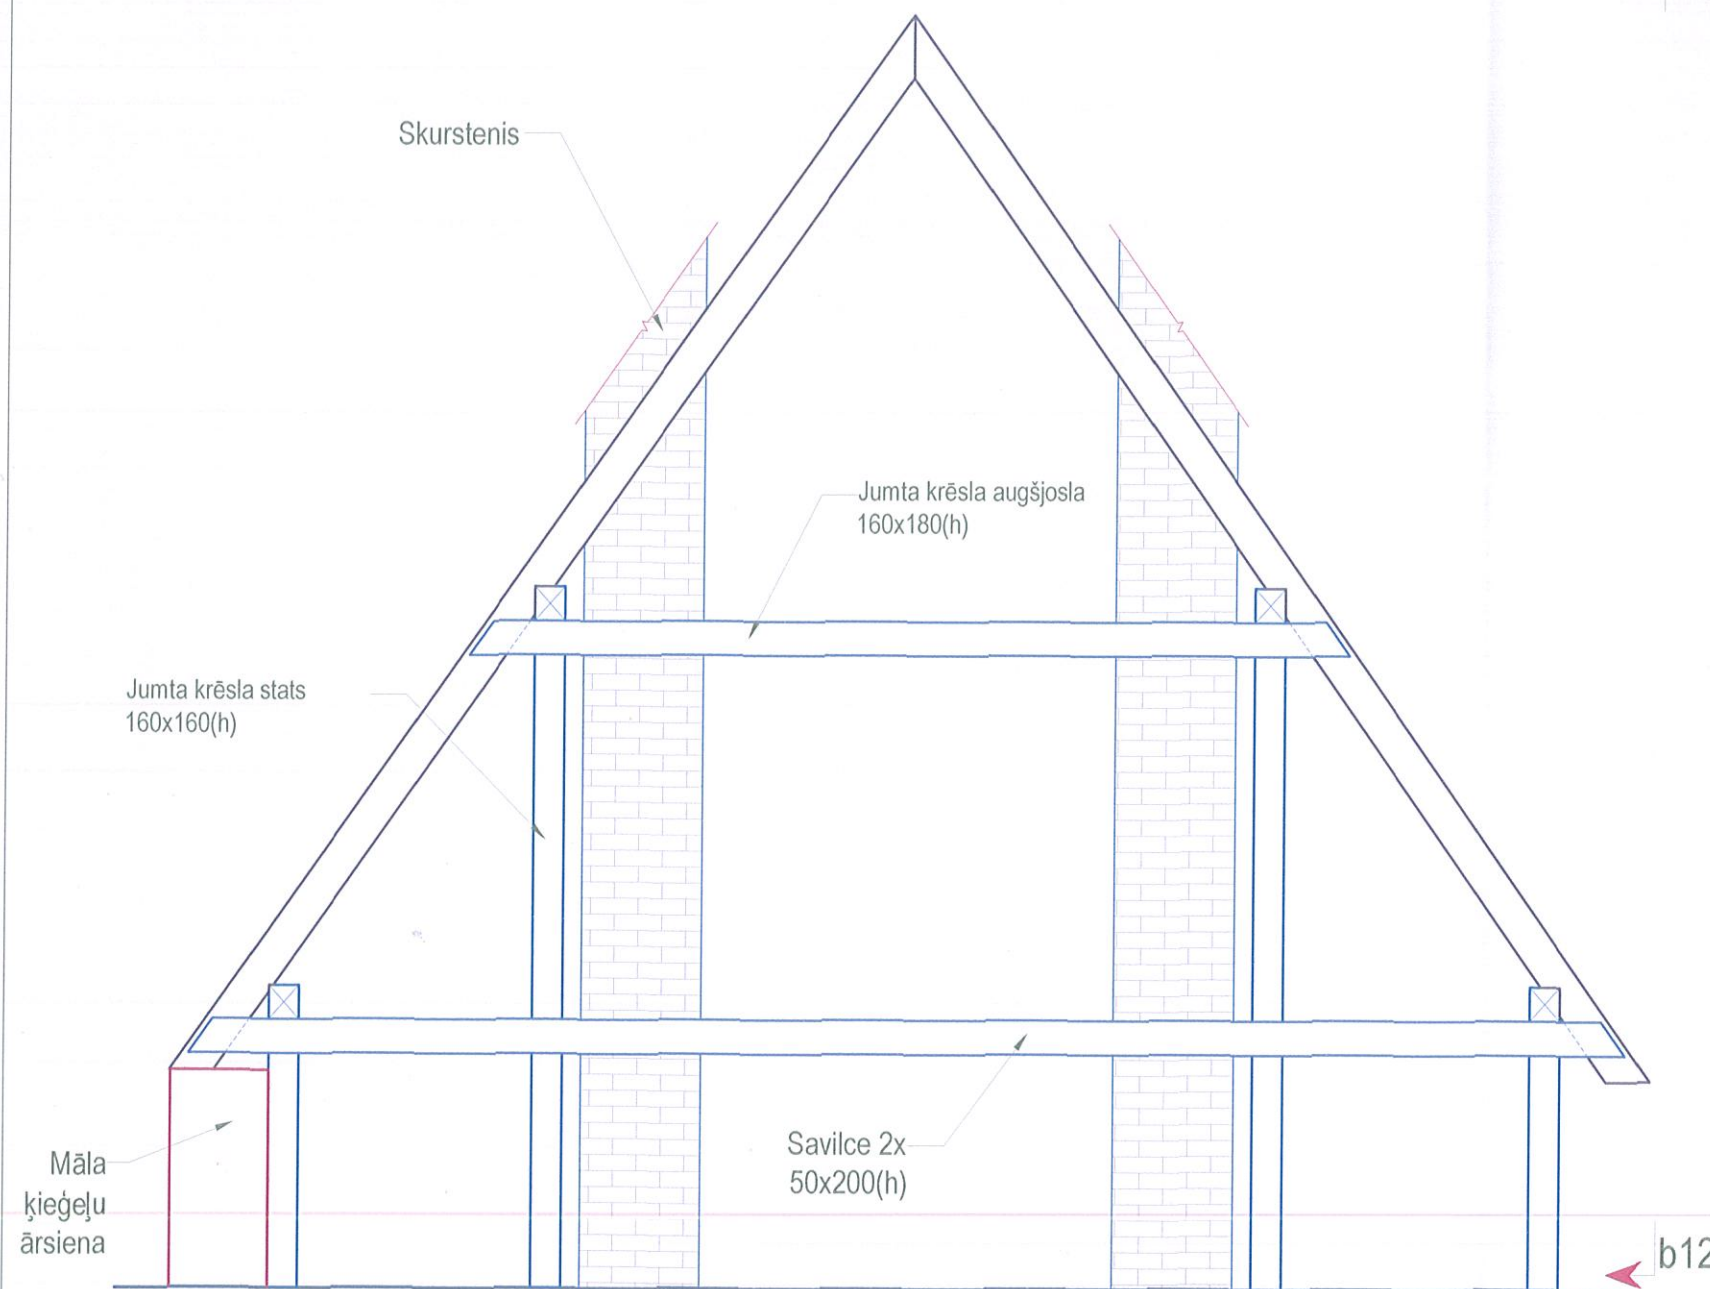 Skurstenis
Jumta krēsla augšjosla
160x180(h)
Jumta krēsla stats
160x160(h)
Māla
ķieģeļu
ārsiena
Savilce 2x
50x200(h)
b12